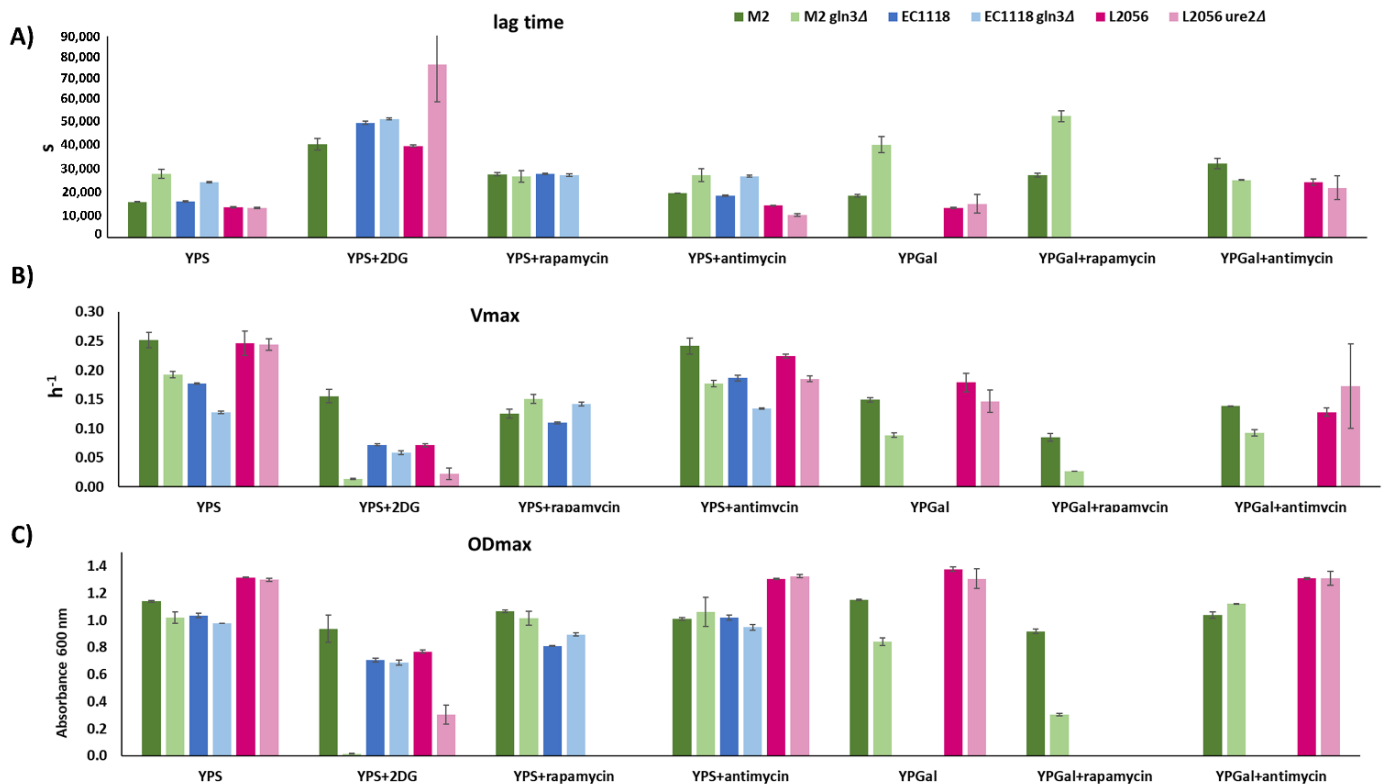 lag time
M2 M2 gln3Δ EC1118 EC1118 gln3Δ L2056 L2056 ure2Δ
A)
90,000
80,000
70,000
60,000
50,000
40,000
30,000
20,000
10,000
0
s
YPS YPS+2DG YPS+rapamycin YPS+antimycin YPGal YPGal+rapamycin YPGal+antimycin
B)
Vmax
0.30
0.25
0.20
0.15
0.10
0.05
0.00
h⁻¹
YPS YPS+2DG YPS+rapamycin YPS+antimycin YPGal YPGal+rapamycin YPGal+antimycin
C)
ODmax
1.4
1.2
1.0
0.8
0.6
0.4
0.2
0.0
Absorbance 600 nm
YPS YPS+2DG YPS+rapamycin YPS+antimycin YPGal YPGal+rapamycin YPGal+antimycin